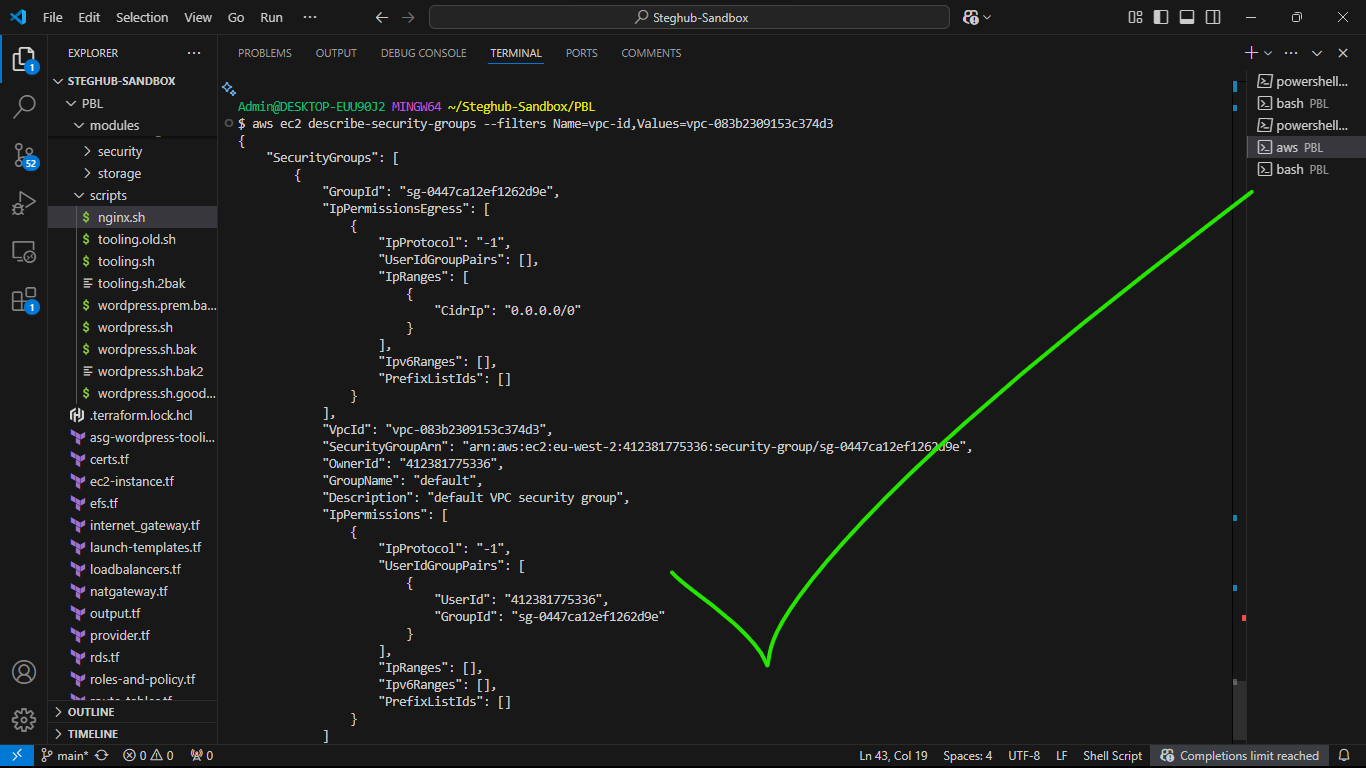 File Edit Selection View Go Run ··· Steghub-Sandbox
EXPLORER ···
STEGHUB-SANDBOX
PBL
modules
security
storage
scripts
$ nginx.sh
$ tooling.old.sh
$ tooling.sh
tooling.sh.2bak
$ wordpress.prem.ba...
$ wordpress.sh
$ wordpress.sh.bak
wordpress.sh.bak2
$ wordpress.sh.good...
.terraform.lock.hcl
asg-wordpress-tooli...
certs.tf
ec2-instance.tf
efs.tf
internet_gateway.tf
launch-templates.tf
loadbalancers.tf
natgateway.tf
output.tf
provider.tf
rds.tf
roles-and-policy.tf
OUTLINE
TIMELINE
1
52
1
PROBLEMS OUTPUT DEBUG CONSOLE TERMINAL PORTS COMMENTS
Admin@DESKTOP-EUU90J2 MINGW64 ~/Steghub-Sandbox/PBL
$ aws ec2 describe-security-groups --filters Name=vpc-id,Values=vpc-083b2309153c374d3
{
"SecurityGroups": [
{
"GroupId": "sg-0447ca12ef1262d9e",
"IpPermissionsEgress": [
{
"IpProtocol": "-1",
"UserIdGroupPairs": [],
"IpRanges": [
{
"CidrIp": "0.0.0.0/0"
}
],
"Ipv6Ranges": [],
"PrefixListIds": []
}
],
"VpcId": "vpc-083b2309153c374d3",
"SecurityGroupArn": "arn:aws:ec2:eu-west-2:412381775336:security-group/sg-0447ca12ef1262d9e",
"OwnerId": "412381775336",
"GroupName": "default",
"Description": "default VPC security group",
"IpPermissions": [
{
"IpProtocol": "-1",
"UserIdGroupPairs": [
{
"UserId": "412381775336",
"GroupId": "sg-0447ca12ef1262d9e"
}
],
"IpRanges": [],
"Ipv6Ranges": [],
"PrefixListIds": []
}
]
powershell...
bash PBL
powershell...
aws PBL
bash PBL
main* 0 0 0 Ln 43, Col 19 Spaces: 4 UTF-8 LF Shell Script Completions limit reached